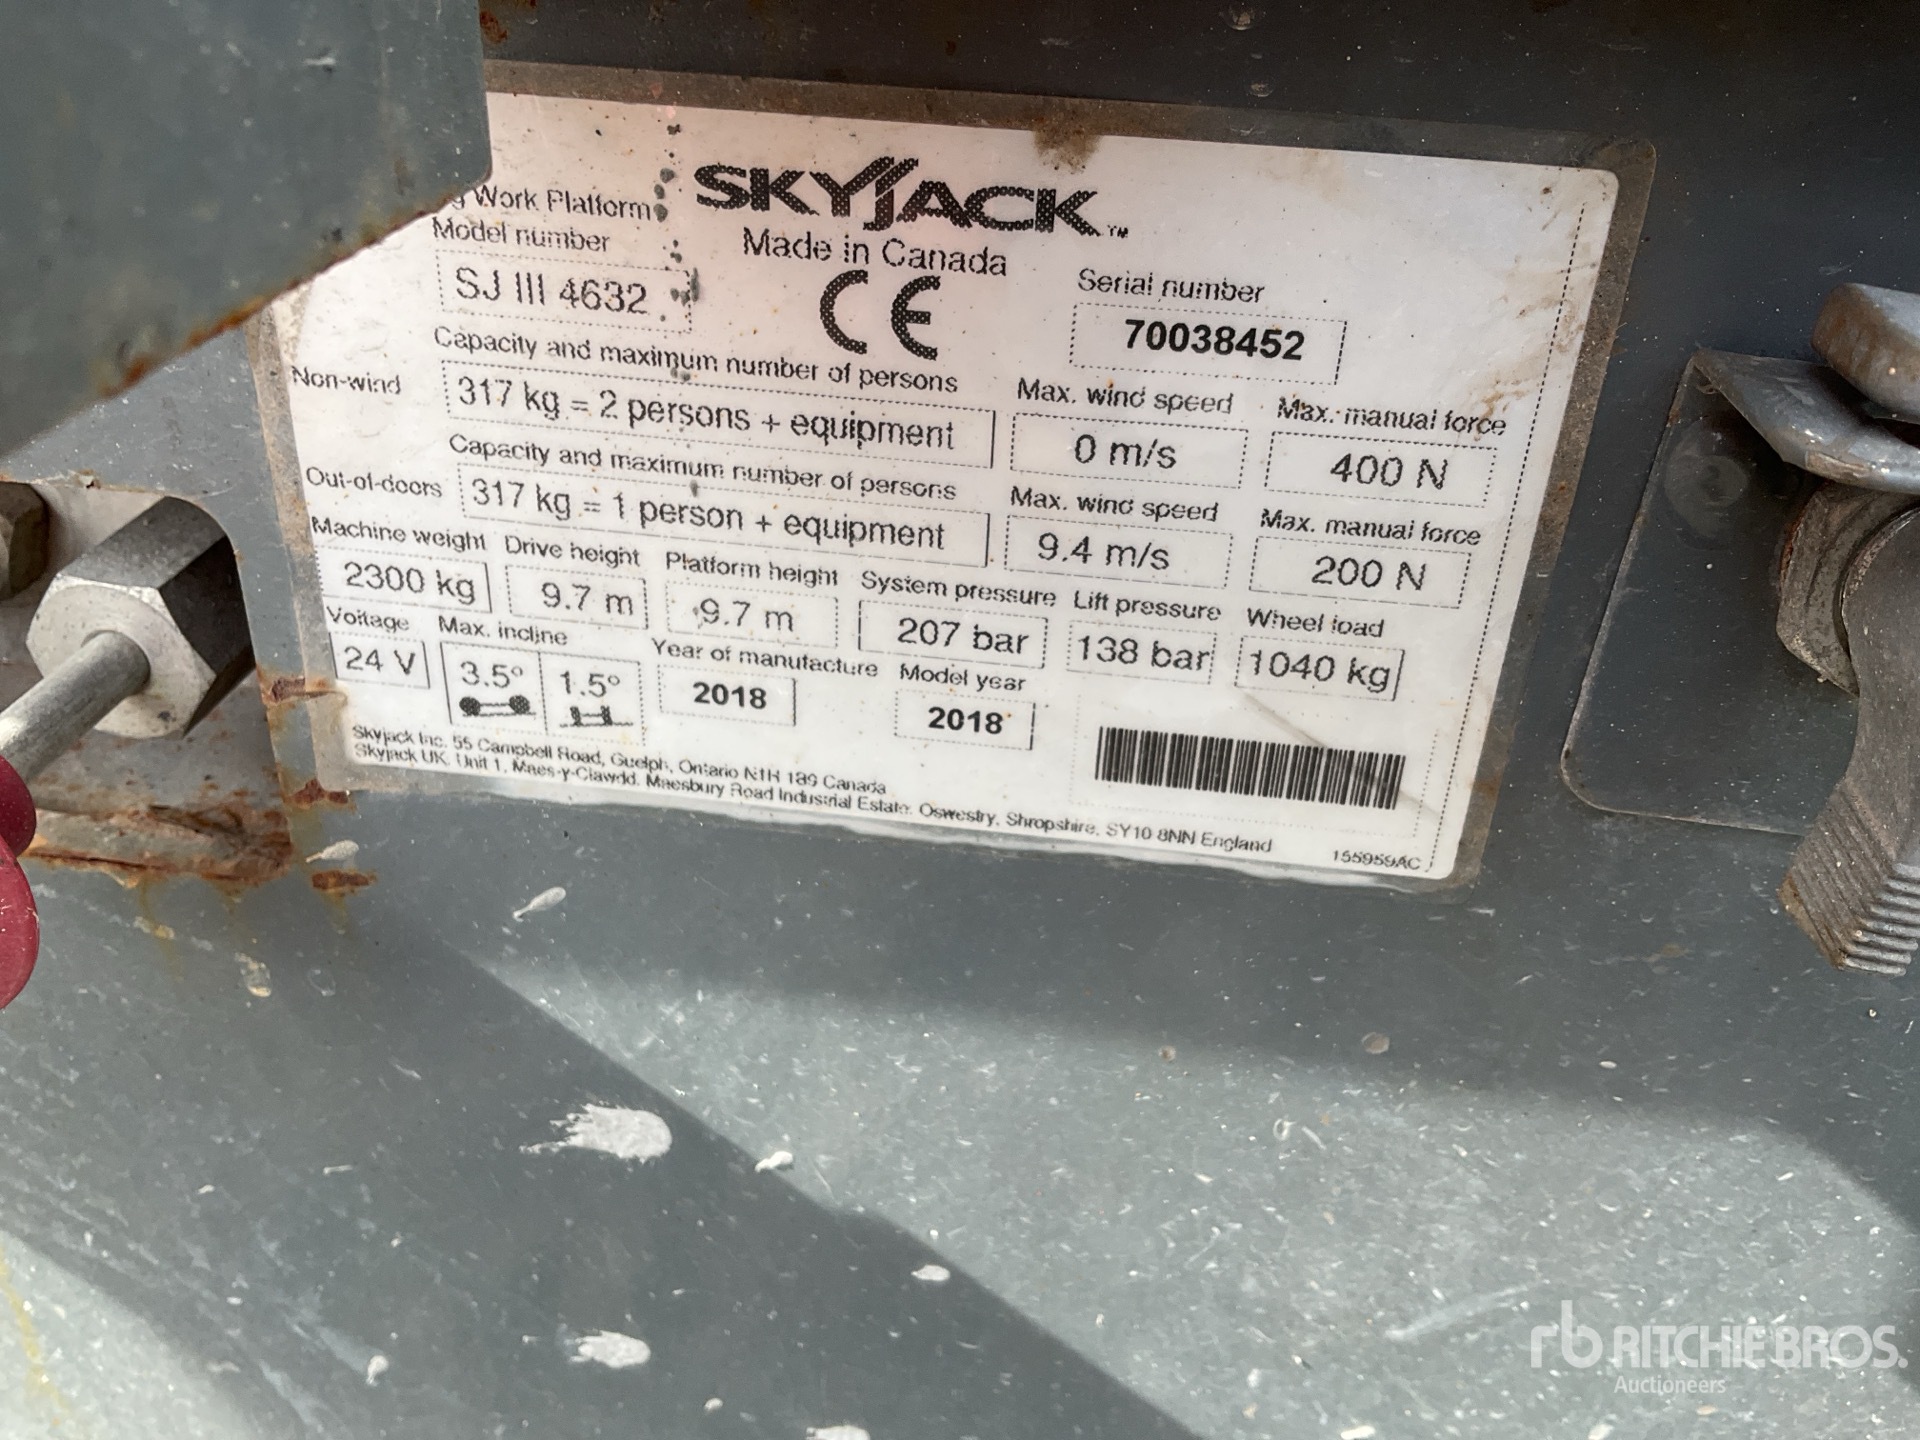 Work Platform
SKYJACK™
Model number
Made in Canada
SJ III 4632
CE
Serial number
70038452
Capacity and maximum number of persons
Non-wind
317 kg = 2 persons + equipment
Max. wind speed
0 m/s
Max. manual force
400 N
Capacity and maximum number of persons
Out-of-doors
317 kg = 1 person + equipment
Max. wind speed
9.4 m/s
Max. manual force
200 N
Machine weight
2300 kg
Drive height
9.7 m
Platform height
9.7 m
System pressure
207 bar
Lift pressure
138 bar
Wheel load
1040 kg
Voltage
24 V
Max. incline
3.5° 1.5°
Year of manufacture
2018
Model year
2018
Skyjack Inc. 55 Campbell Road, Guelph, Ontario N1H 1B9 Canada
Skyjack UK, Unit 1, Maes-y-Clawdd, Maesbury Road Industrial Estate, Oswestry, Shropshire, SY10 8NN England
155959AC
rb RITCHIE BROS.
Auctioneers